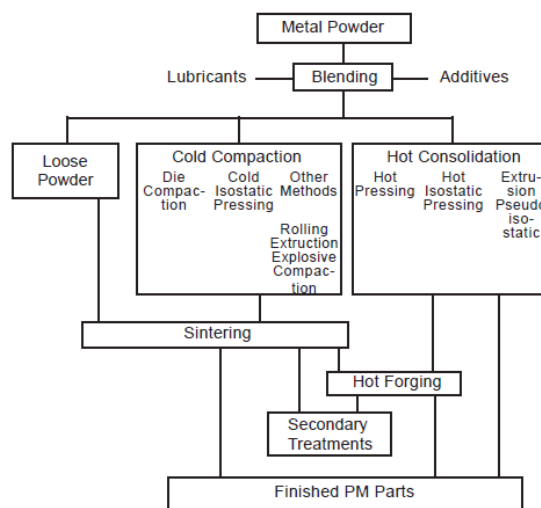 Metal Powder
Lubricants
Blending
Additives
Loose
Powder
Cold Compaction
Die
Compac-
tion
Cold
Isostatic
Pressing
Other
Methods
Rolling
Extruction
Explosive
Compac-
tion
Hot Consolidation
Hot
Pressing
Hot
Isostatic
Pressing
Extru-
sion
Pseudo
iso-
static
Sintering
Hot Forging
Secondary
Treatments
Finished PM Parts